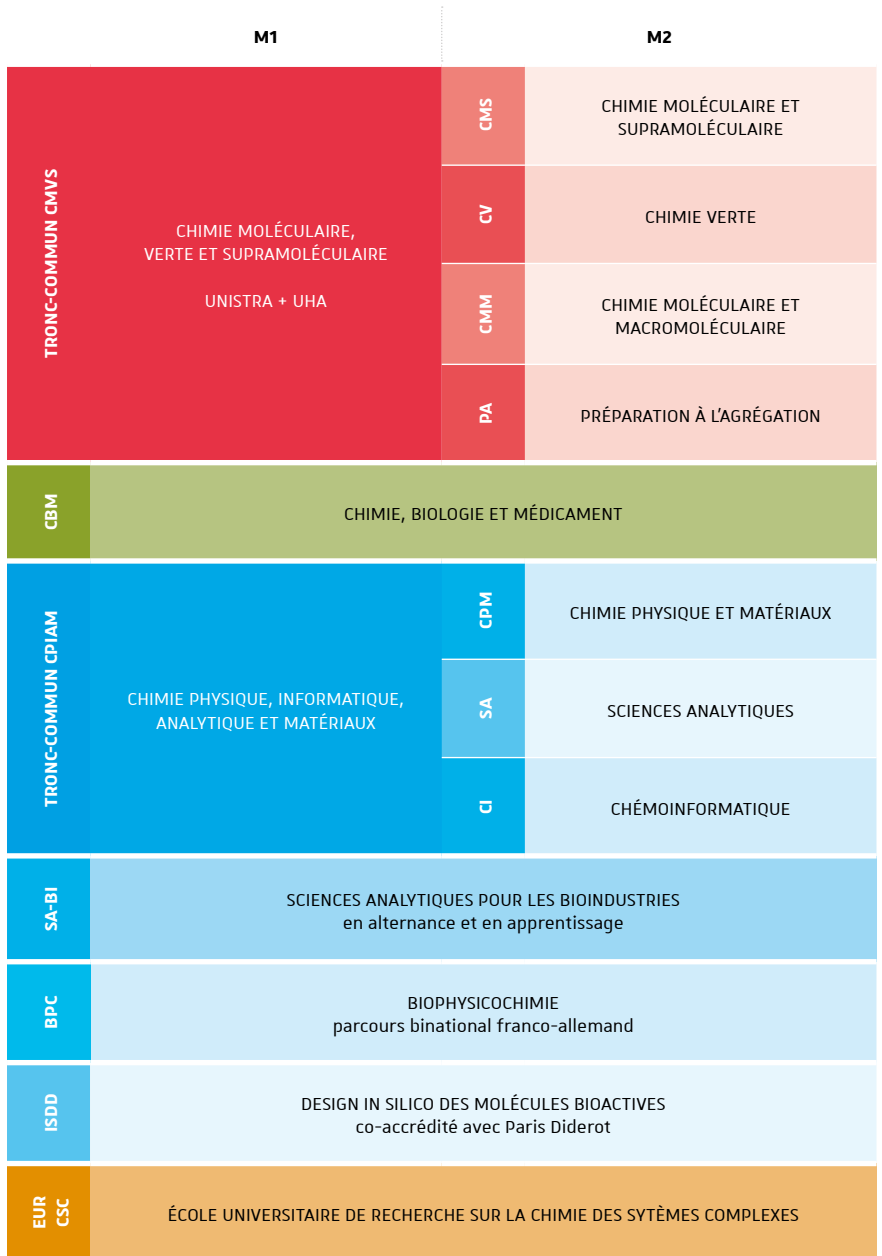 M1
M2
TRONC-COMMUN CMVS
CHIMIE MOLÉCULAIRE,
VERTE ET SUPRAMOLÉCULAIRE
UNISTRA + UHA
CMS
CHIMIE MOLÉCULAIRE ET
SUPRAMOLÉCULAIRE
CV
CHIMIE VERTE
CMM
CHIMIE MOLÉCULAIRE ET
MACROMOLÉCULAIRE
PA
PRÉPARATION À L'AGRÉGATION
CBM
CHIMIE, BIOLOGIE ET MÉDICAMENT
TRONC-COMMUN CPIAM
CHIMIE PHYSIQUE, INFORMATIQUE,
ANALYTIQUE ET MATÉRIAUX
CPM
CHIMIE PHYSIQUE ET MATÉRIAUX
SA
SCIENCES ANALYTIQUES
CI
CHÉMOINFORMATIQUE
SA-BI
SCIENCES ANALYTIQUES POUR LES BIOINDUSTRIES
en alternance et en apprentissage
BPC
BIOPHYSICOCHIMIE
parcours binational franco-allemand
ISDD
DESIGN IN SILICO DES MOLÉCULES BIOACTIVES
co-accrédité avec Paris Diderot
EUR
CSC
ÉCOLE UNIVERSITAIRE DE RECHERCHE SUR LA CHIMIE DES SYTÈMES COMPLEXES